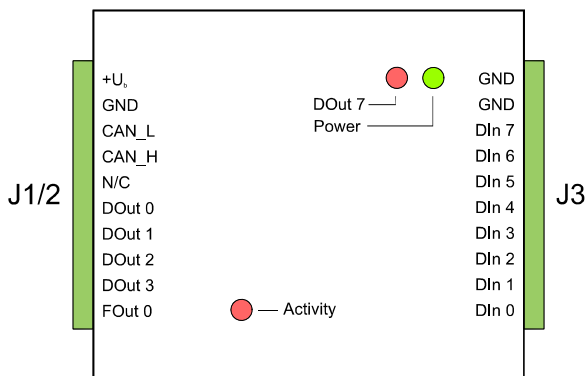 J1/2
+U_b
GND
CAN_L
CAN_H
N/C
DOut 0
DOut 1
DOut 2
DOut 3
FOut 0
DOut 7
Power
Activity
GND
GND
DIn 7
DIn 6
DIn 5
DIn 4
DIn 3
DIn 2
DIn 1
DIn 0
J3